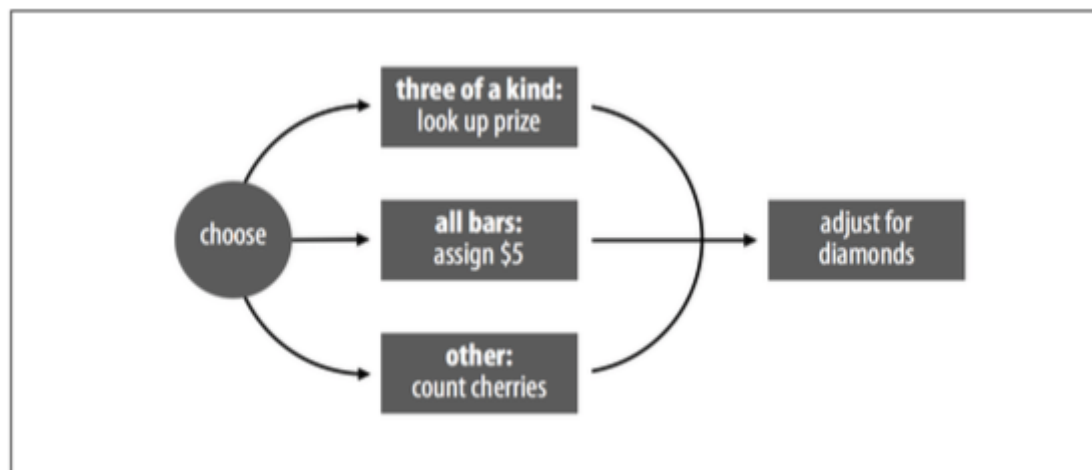 three of a kind:
look up prize
choose
all bars:
assign $5
adjust for
diamonds
other:
count cherries